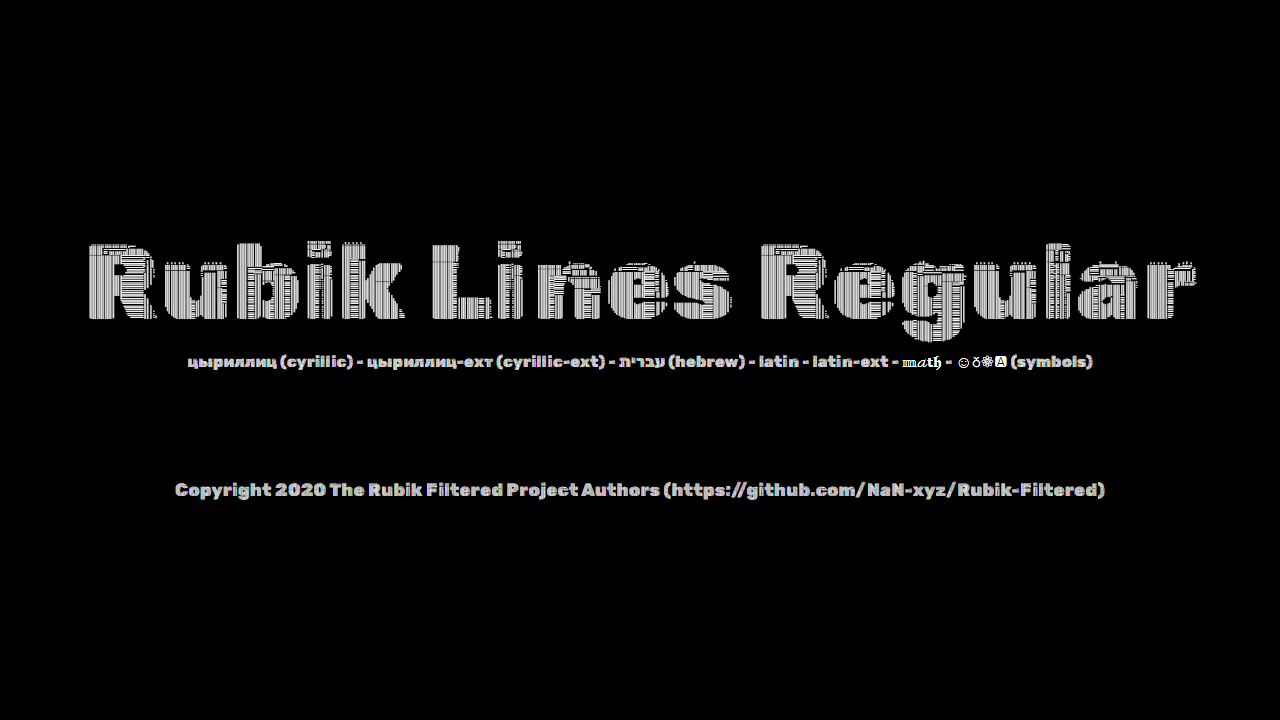 Rubik Lines Regular
цыриллиц (cyrillic) - цыриллиц-ехт (cyrillic-ext) - עברית (hebrew) - latin - latin-ext - 𝕞𝒶𝐭𝔥 - ☺♁❁🅰 (symbols)
Copyright 2020 The Rubik Filtered Project Authors (https://github.com/NaN-xyz/Rubik-Filtered)